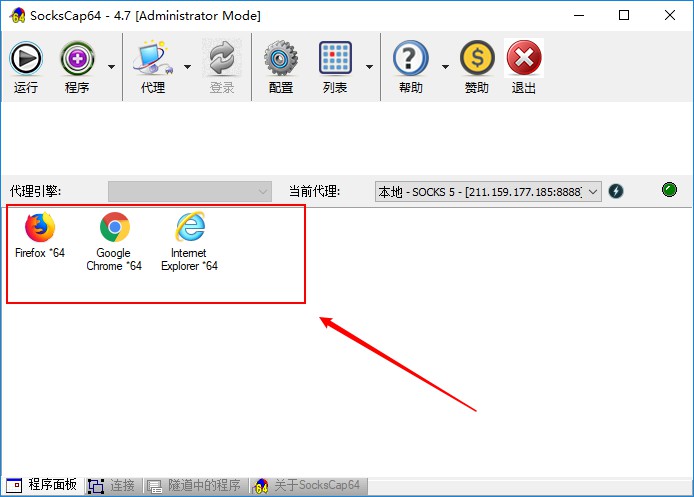 SocksCap64 - 4.7 [Administrator Mode]
运行 程序 代理 登录 配置 列表 帮助 赞助 退出
代理引擎: 当前代理: 本地 - SOCKS 5 - [211.159.177.185:8888]
Firefox *64 Google Chrome *64 Internet Explorer *64
程序面板 连接 隧道中的程序 关于SocksCap64